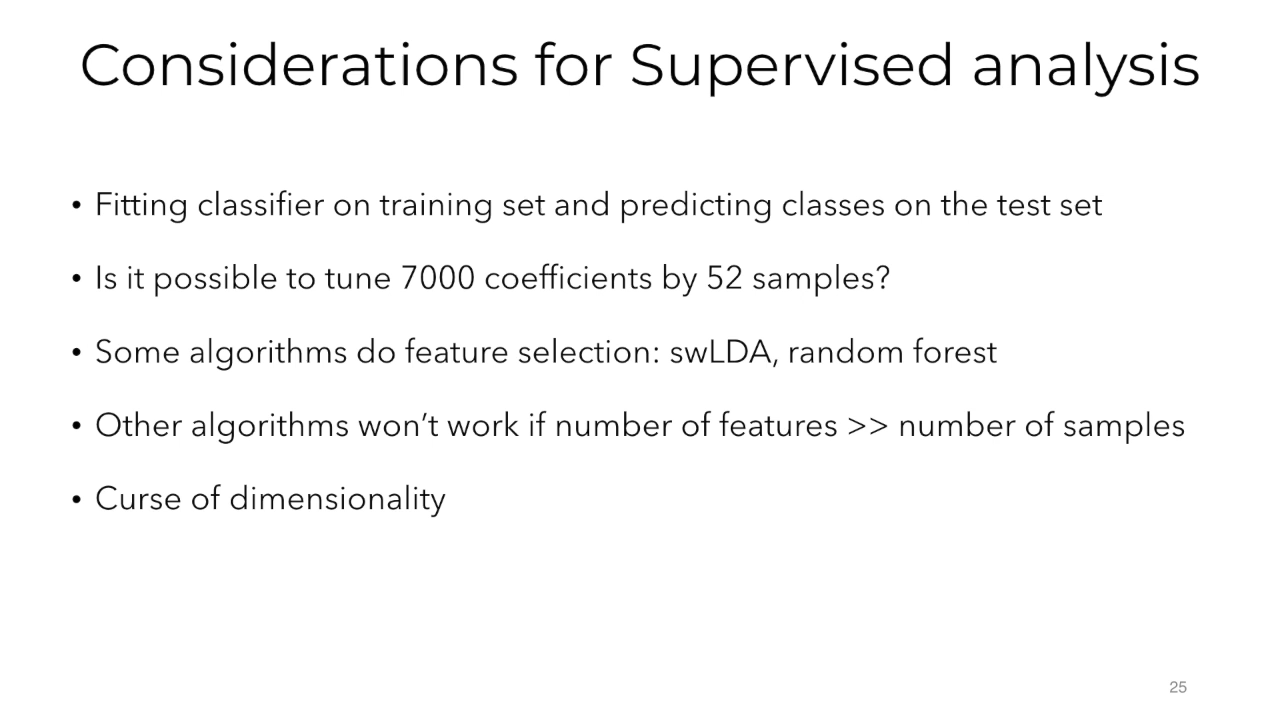 Considerations for Supervised analysis
• Fitting classifier on training set and predicting classes on the test set
• Is it possible to tune 7000 coefficients by 52 samples?
• Some algorithms do feature selection: swLDA, random forest
• Other algorithms won’t work if number of features >> number of samples
• Curse of dimensionality
25